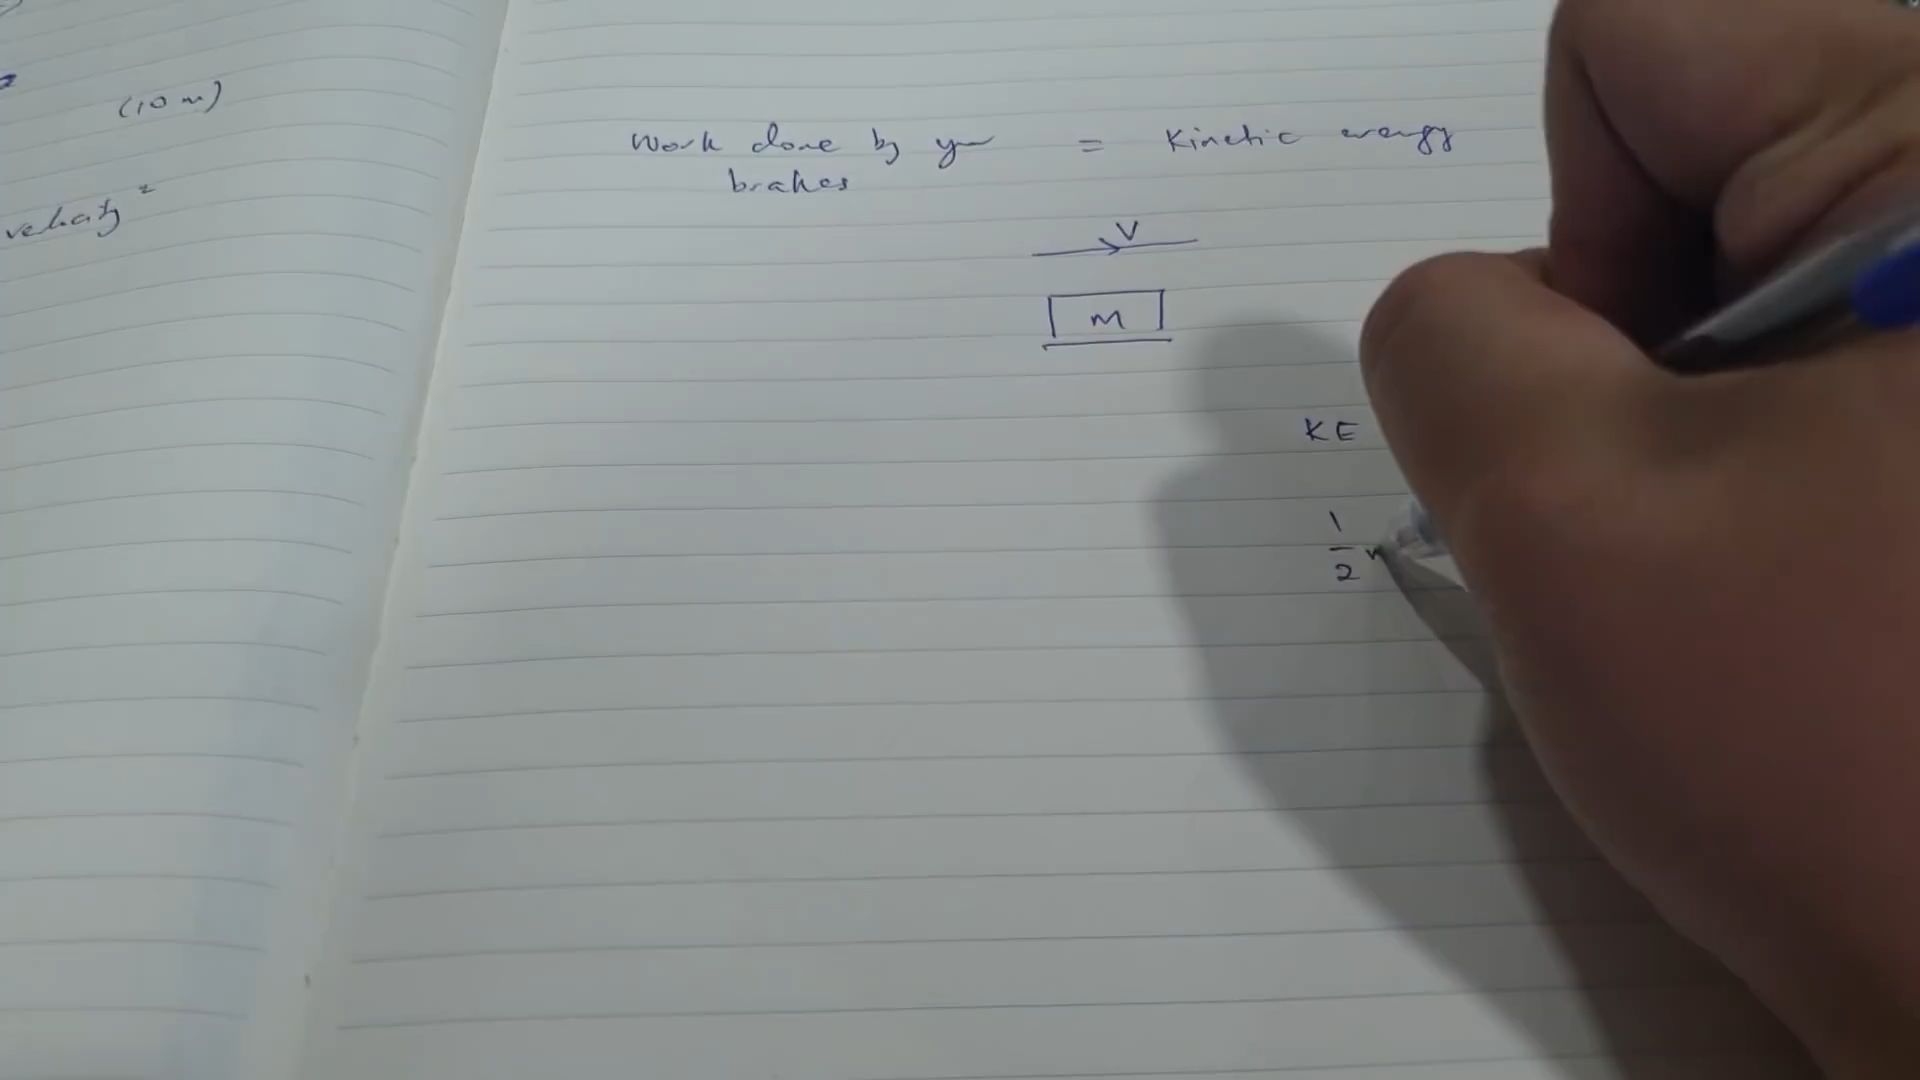 (10 m)
velocity²
Work done by your = Kinetic energy
brakes
V
m
KE
1
2